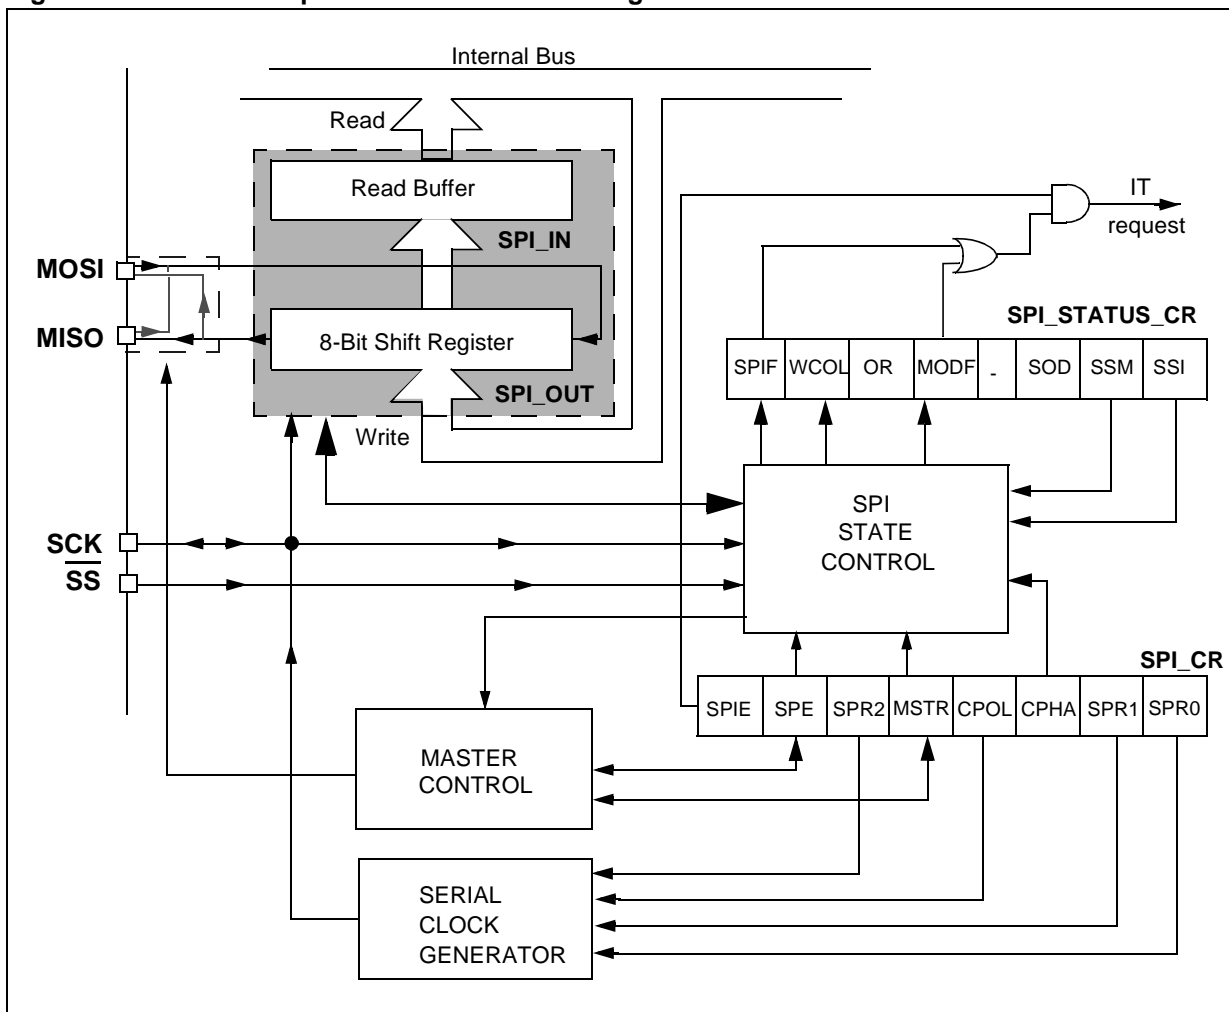 Internal Bus
Read
Read Buffer
SPI_IN
IT
request
MOSI
MISO
8-Bit Shift Register
SPI_OUT
Write
SPI_STATUS_CR
SPIF WCOL OR MODF - SOD SSM SSI
SPI
STATE
CONTROL
SCK
SS
SPI_CR
SPIE SPE SPR2 MSTR CPOL CPHA SPR1 SPR0
MASTER
CONTROL
SERIAL
CLOCK
GENERATOR